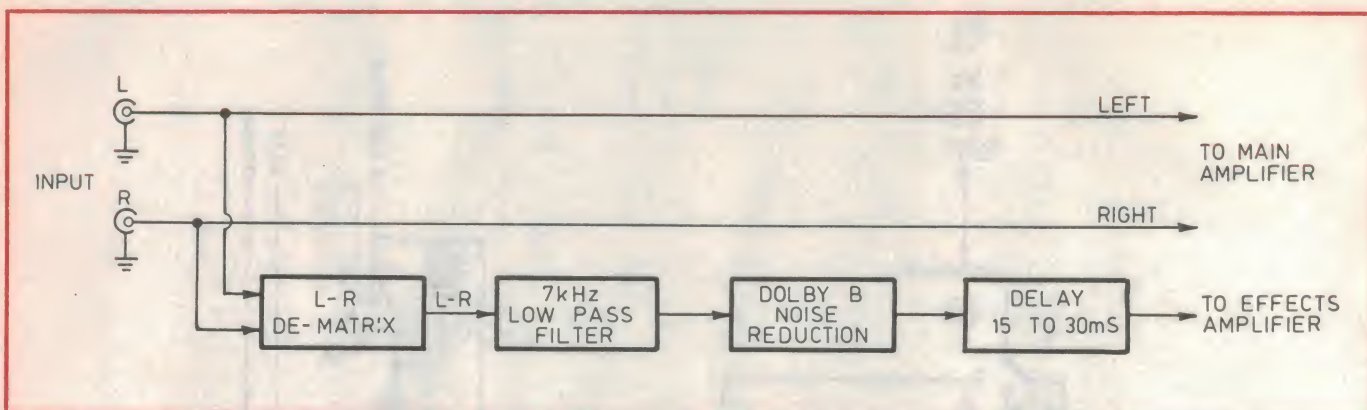 L
LEFT
TO MAIN
AMPLIFIER
INPUT
R
RIGHT
L-R
DE-MATRIX
L-R
7kHz
LOW PASS
FILTER
DOLBY B
NOISE
REDUCTION
DELAY
15 TO 30mS
TO EFFECTS
AMPLIFIER